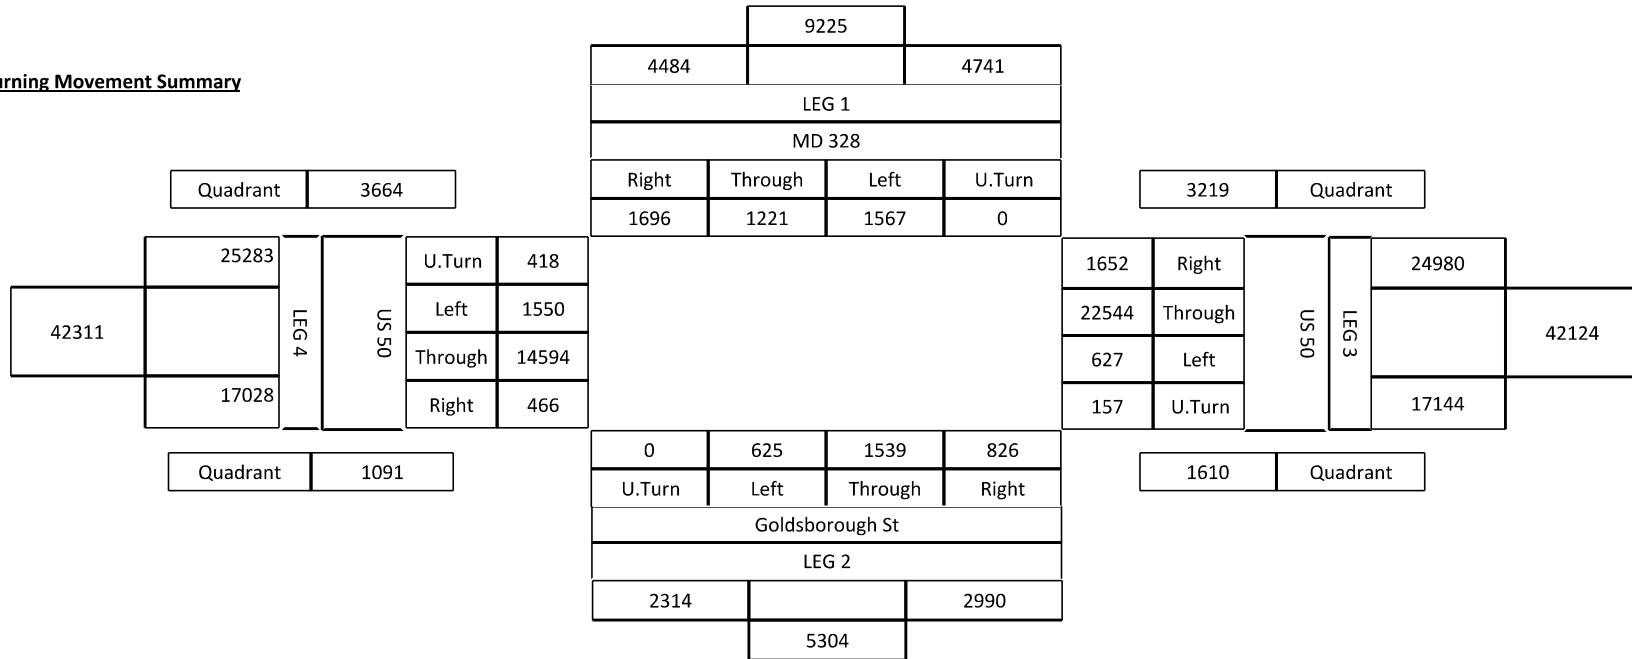 9225
4484 4741
urning Movement Summary
LEG 1
MD 328
Quadrant 3664
Right Through Left U.Turn
3219 Quadrant
1696 1221 1567 0
25283
U.Turn 418
1652 Right
24980
Left 1550
22544 Through
42311
LEG 4
US 50
US 50
LEG 3
42124
Through 14594
627 Left
17028
Right 466
157 U.Turn
17144
0 625 1539 826
Quadrant 1091
1610 Quadrant
U.Turn Left Through Right
Goldsborough St
LEG 2
2314 2990
5304